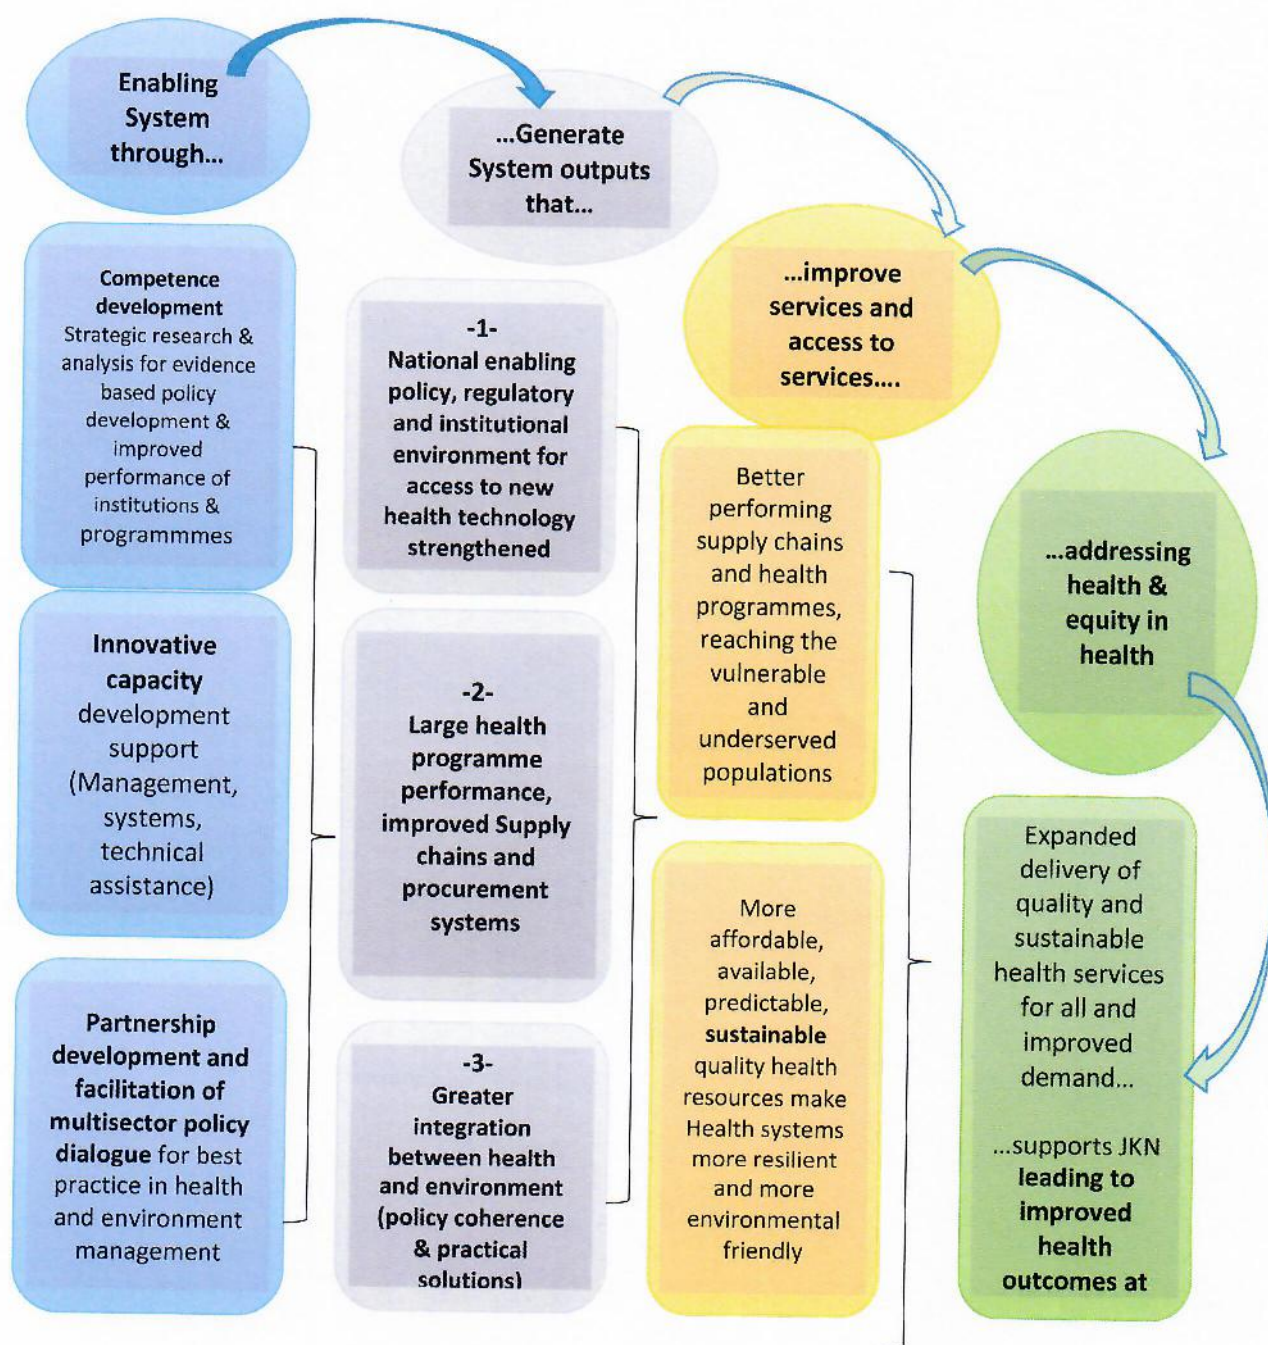 Enabling
System
through...
...Generate
System outputs
that...
...improve
services and
access to
services....
...addressing
health &
equity in
health
Competence
development
Strategic research &
analysis for evidence
based policy
development &
improved
performance of
institutions &
programmmes
Innovative
capacity
development
support
(Management,
systems,
technical
assistance)
Partnership
development and
facilitation of
multisector policy
dialogue for best
practice in health
and environment
management
-1-
National enabling
policy, regulatory
and institutional
environment for
access to new
health technology
strengthened
-2-
Large health
programme
performance,
improved Supply
chains and
procurement
systems
-3-
Greater
integration
between health
and environment
(policy coherence
& practical
solutions)
Better
performing
supply chains
and health
programmes,
reaching the
vulnerable
and
underserved
populations
More
affordable,
available,
predictable,
sustainable
quality health
resources make
Health systems
more resilient
and more
environmental
friendly
Expanded
delivery of
quality and
sustainable
health services
for all and
improved
demand...
...supports JKN
leading to
improved
health
outcomes at